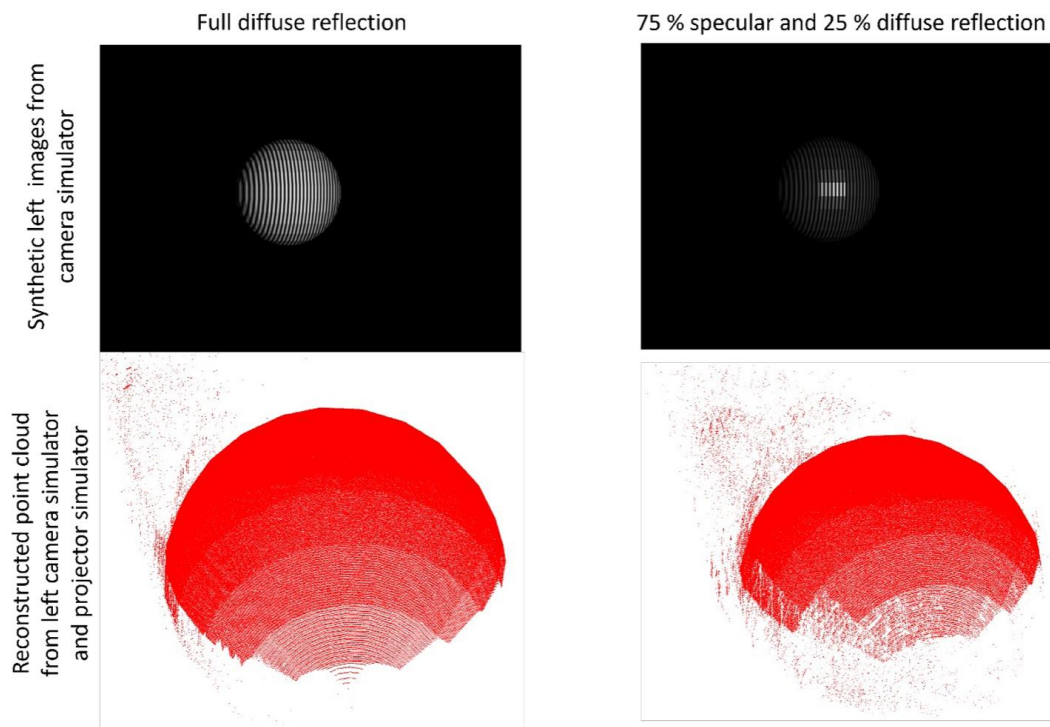 Full diffuse reflection
75 % specular and 25 % diffuse reflection
Synthetic left  images from
camera simulator
Reconstructed point cloud
from left camera simulator
and projector simulator